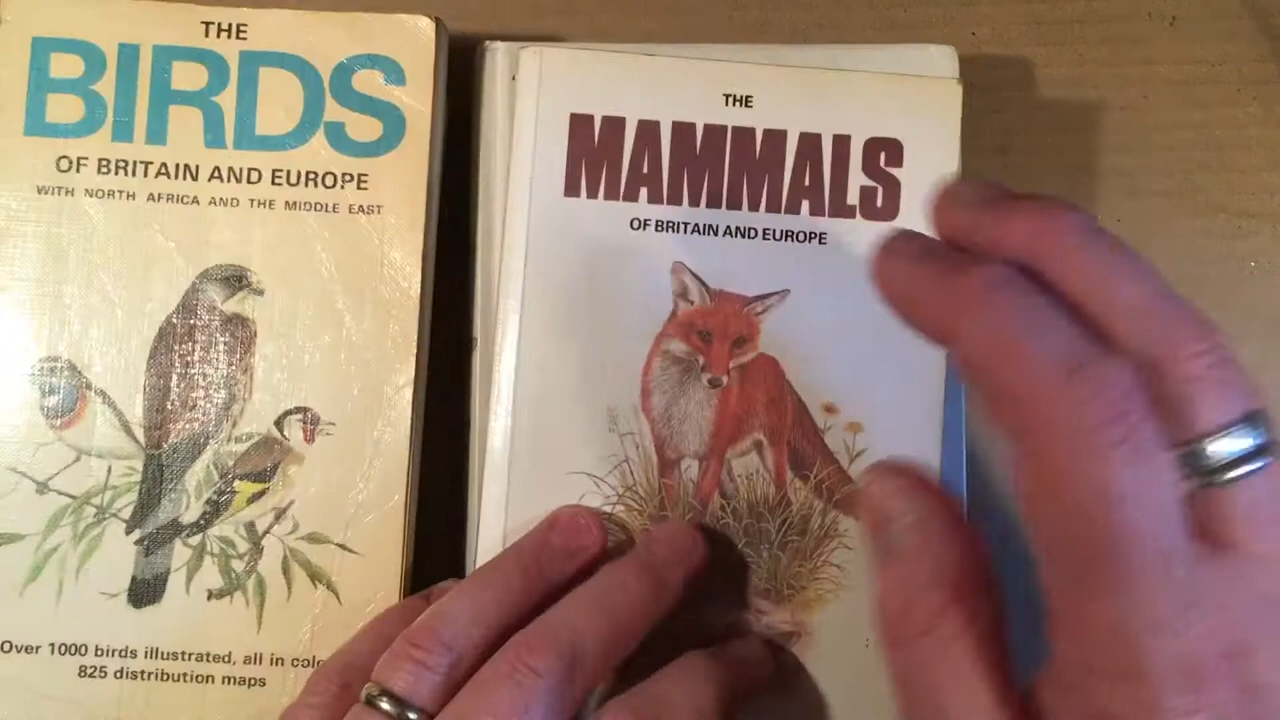 THE
BIRDS
OF BRITAIN AND EUROPE
WITH NORTH AFRICA AND THE MIDDLE EAST
Over 1000 birds illustrated, all in
825 distribution maps
THE
MAMMALS
OF BRITAIN AND EUROPE